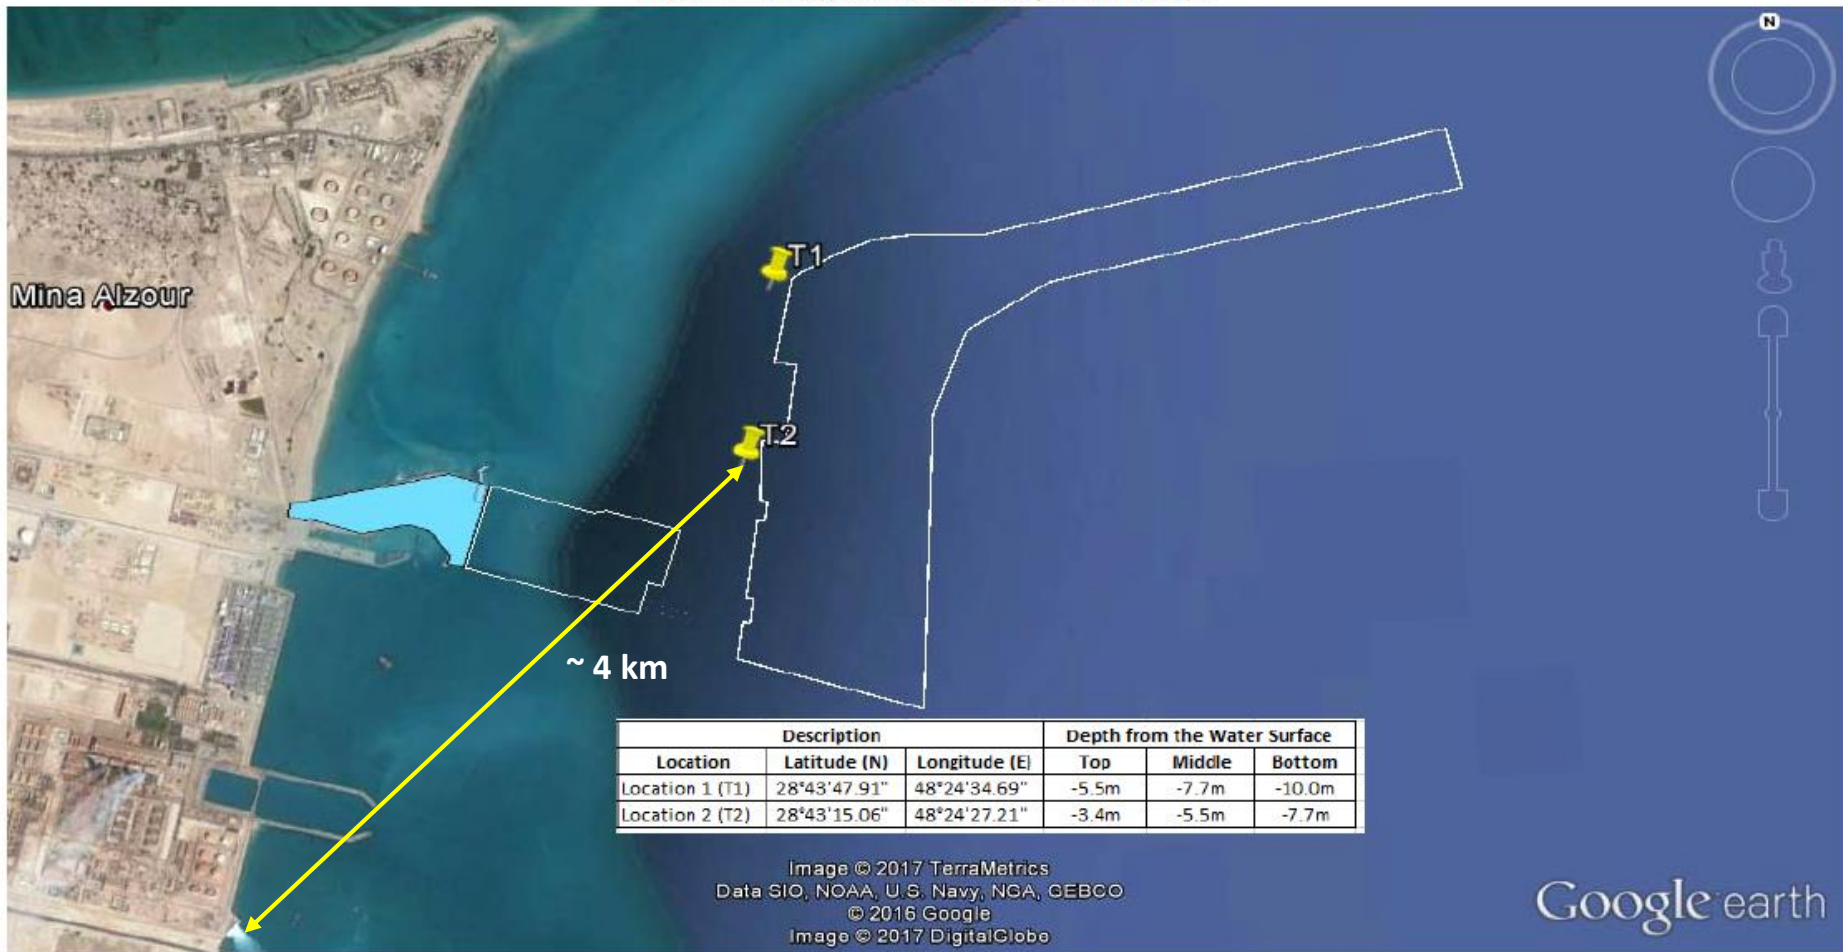 N
T1
Mina Alzour
T2
~ 4 km
Description Depth from the Water Surface
Location Latitude (N) Longitude (E) Top Middle Bottom
Location 1 (T1) 28°43'47.91" 48°24'34.69" -5.5m -7.7m -10.0m
Location 2 (T2) 28°43'15.06" 48°24'27.21" -3.4m -5.5m -7.7m
Image © 2017 TerraMetrics
Data SIO, NOAA, U.S. Navy, NGA, GEBCO
© 2016 Google
Image © 2017 DigitalGlobe
Google earth